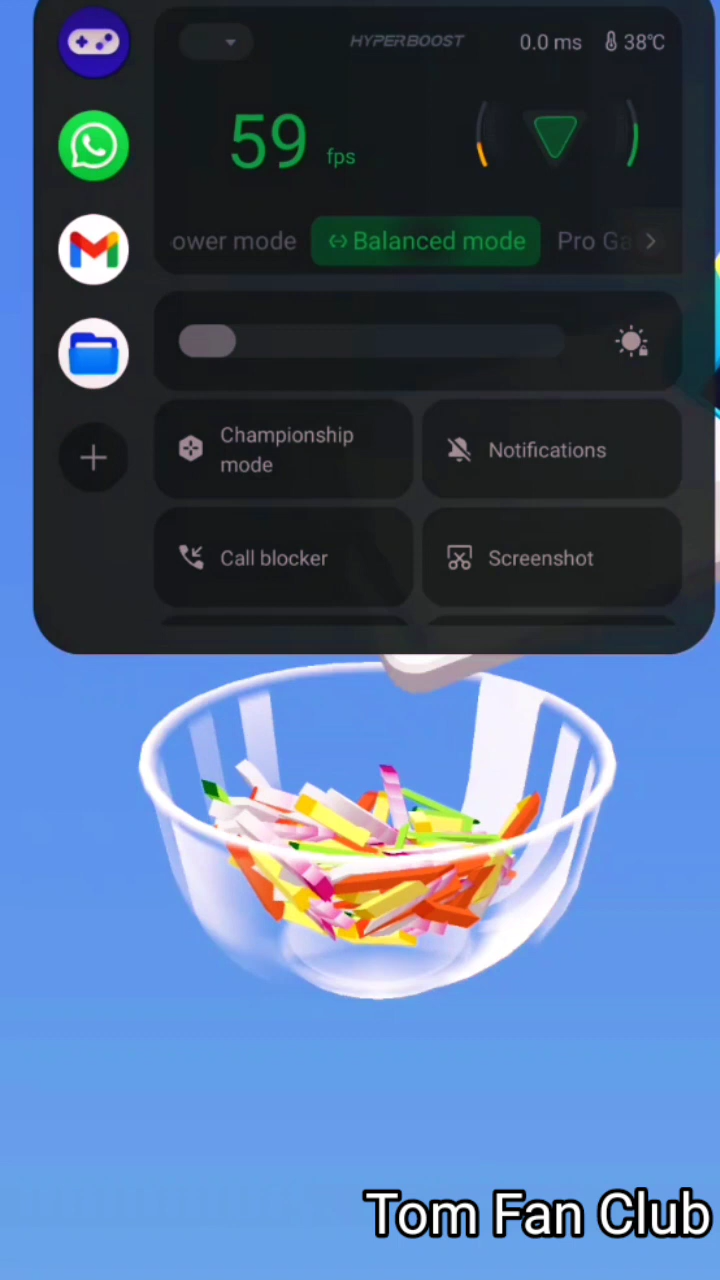 HYPERBOOST 0.0 ms 38℃
59 fps
ower mode Balanced mode Pro Ga
Championship
mode
Notifications
Call blocker
Screenshot
Tom Fan Club